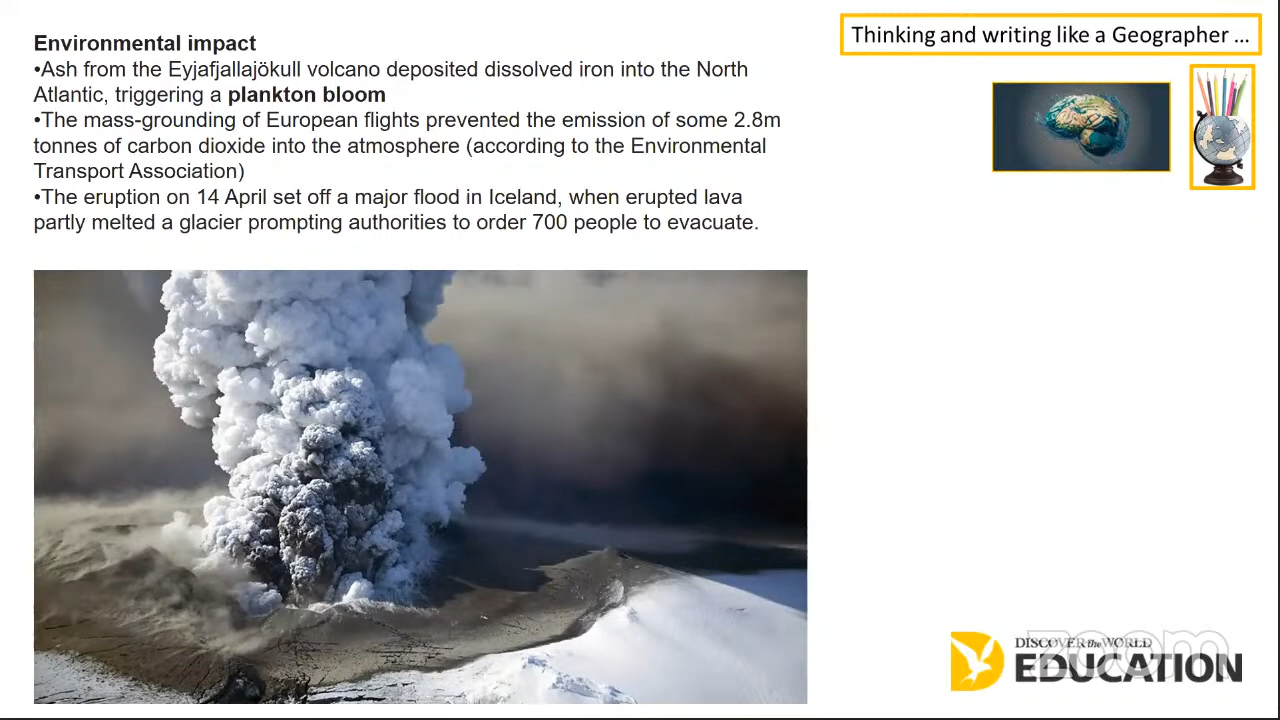 Environmental impact
•Ash from the Eyjafjallajökull volcano deposited dissolved iron into the North
Atlantic, triggering a plankton bloom
•The mass-grounding of European flights prevented the emission of some 2.8m
tonnes of carbon dioxide into the atmosphere (according to the Environmental
Transport Association)
•The eruption on 14 April set off a major flood in Iceland, when erupted lava
partly melted a glacier prompting authorities to order 700 people to evacuate.
Thinking and writing like a Geographer ...
DISCOVER the WORLD
EDUCATION
zoom